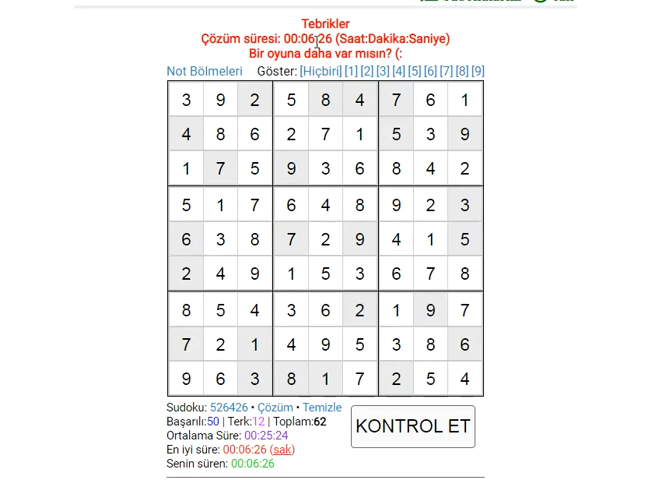 Tebrikler
Çözüm süresi: 00:06:26 (Saat:Dakika:Saniye)
Bir oyuna daha var mısın? (:
Not Bölmeleri Göster: [Hiçbiri] [1] [2] [3] [4] [5] [6] [7] [8] [9]
3 9 2 5 8 4 7 6 1
4 8 6 2 7 1 5 3 9
1 7 5 9 3 6 8 4 2
5 1 7 6 4 8 9 2 3
6 3 8 7 2 9 4 1 5
2 4 9 1 5 3 6 7 8
8 5 4 3 6 2 1 9 7
7 2 1 4 9 5 3 8 6
9 6 3 8 1 7 2 5 4
Sudoku: 526426 • Çözüm • Temizle
Başarılı:50 | Terk:12 | Toplam:62
Ortalama Süre: 00:25:24
En iyi süre: 00:06:26 (sak)
Senin süren: 00:06:26
KONTROL ET